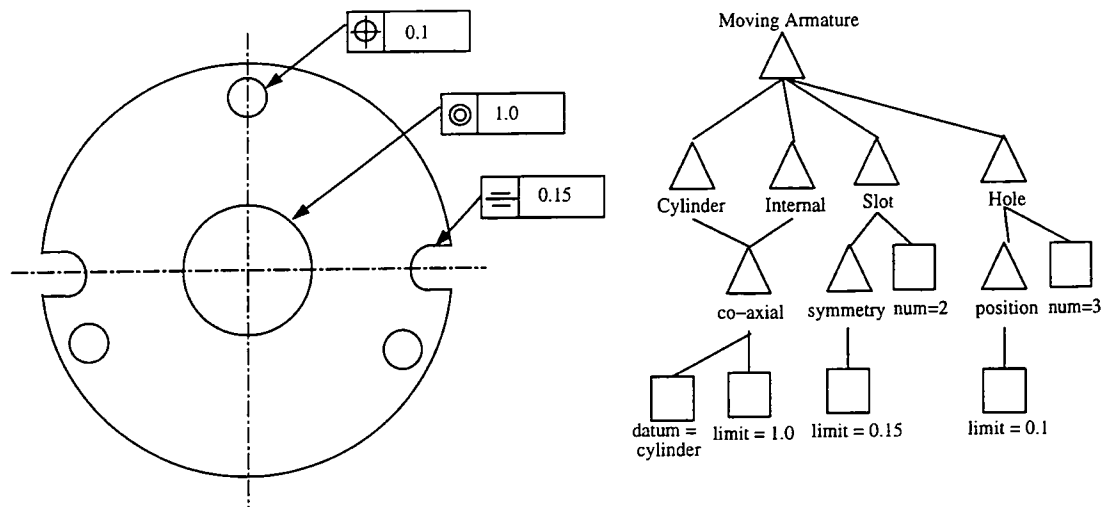 0.1
1.0
0.15
Moving Armature
Cylinder Internal Slot Hole
co-axial symmetry num=2 position num=3
datum = cylinder
limit = 1.0 limit = 0.15 limit = 0.1